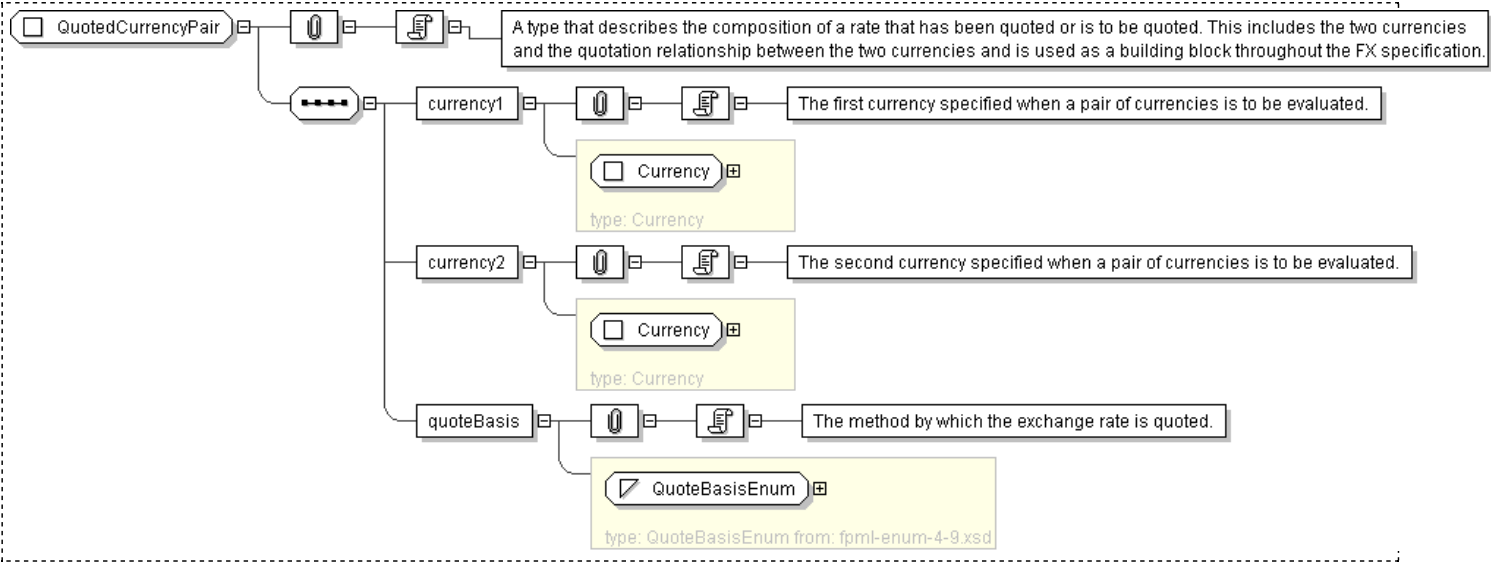 QuotedCurrencyPair
A type that describes the composition of a rate that has been quoted or is to be quoted. This includes the two currencies
and the quotation relationship between the two currencies and is used as a building block throughout the FX specification.
currency1
The first currency specified when a pair of currencies is to be evaluated.
Currency
type: Currency
currency2
The second currency specified when a pair of currencies is to be evaluated.
Currency
type: Currency
quoteBasis
The method by which the exchange rate is quoted.
QuoteBasisEnum
type: QuoteBasisEnum from: fpml-enum-4-9.xsd